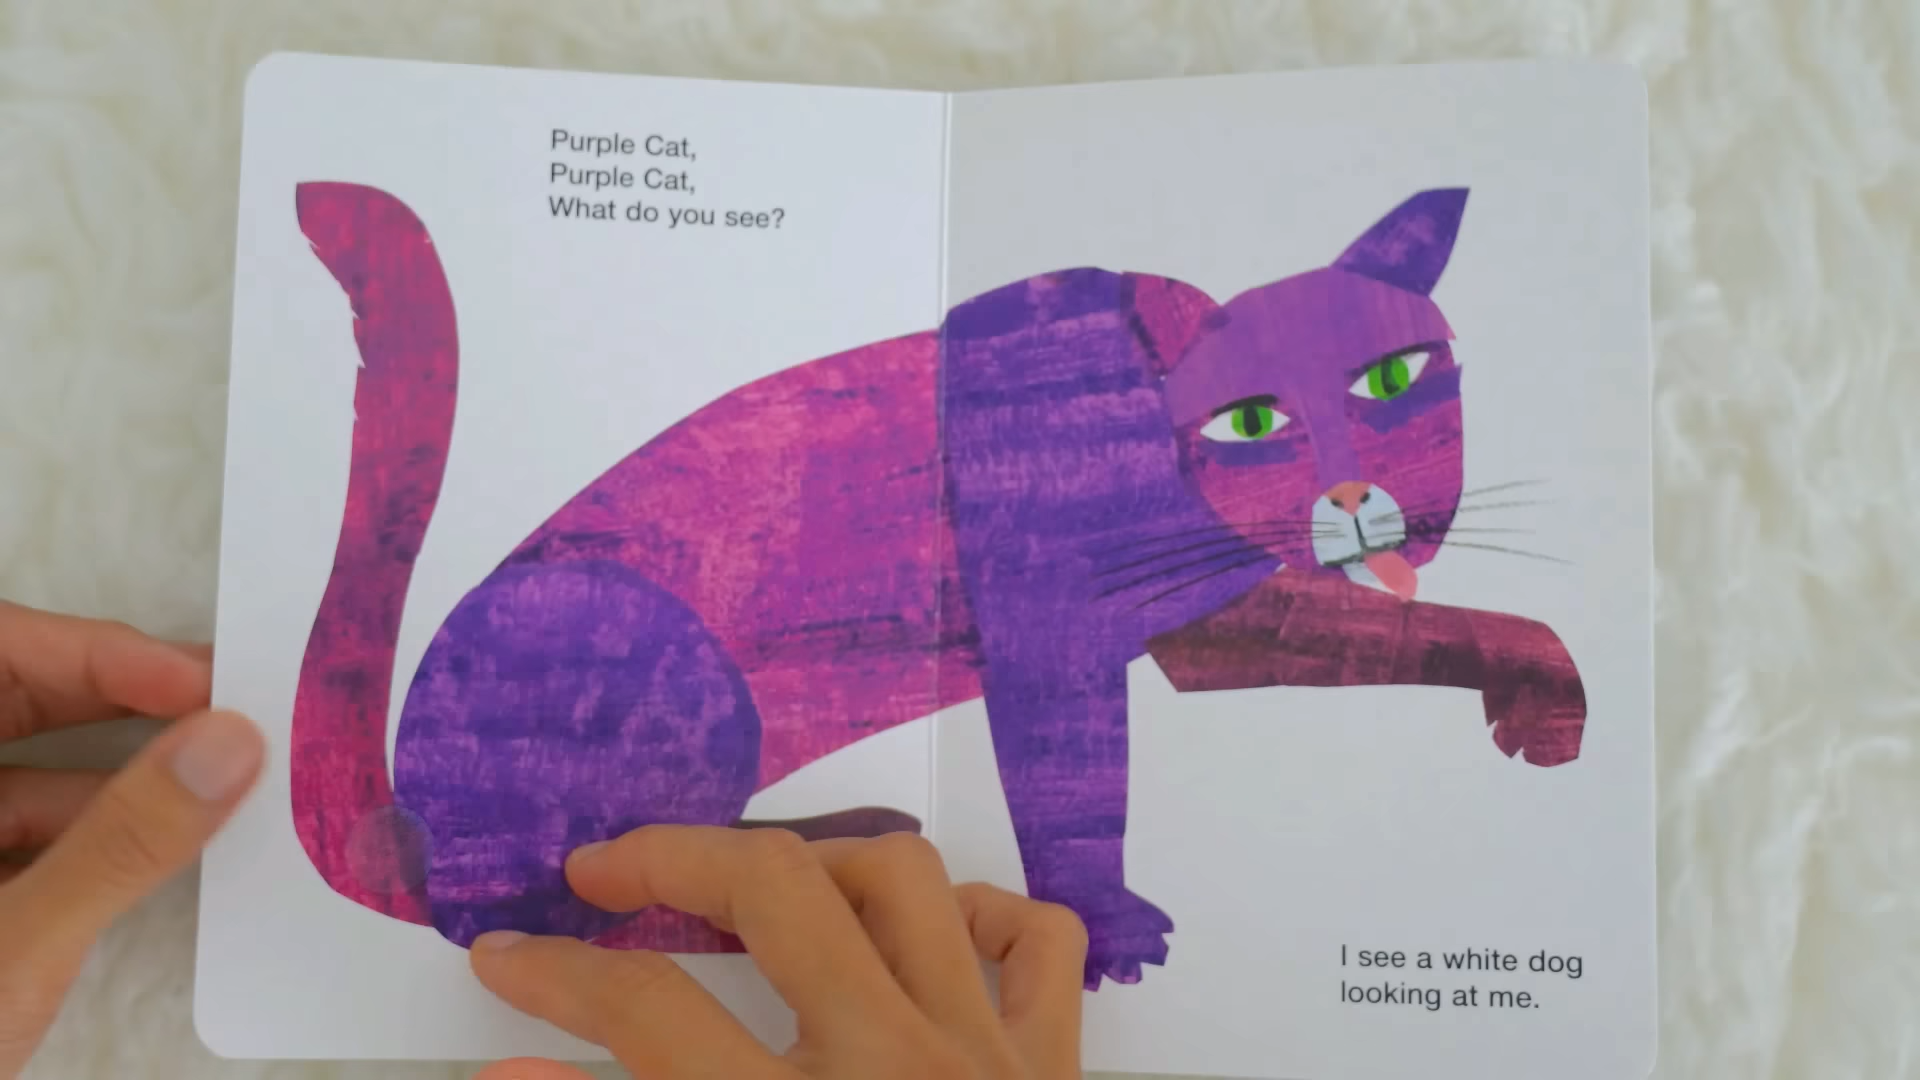 Purple Cat,
Purple Cat,
What do you see?
I see a white dog
looking at me.